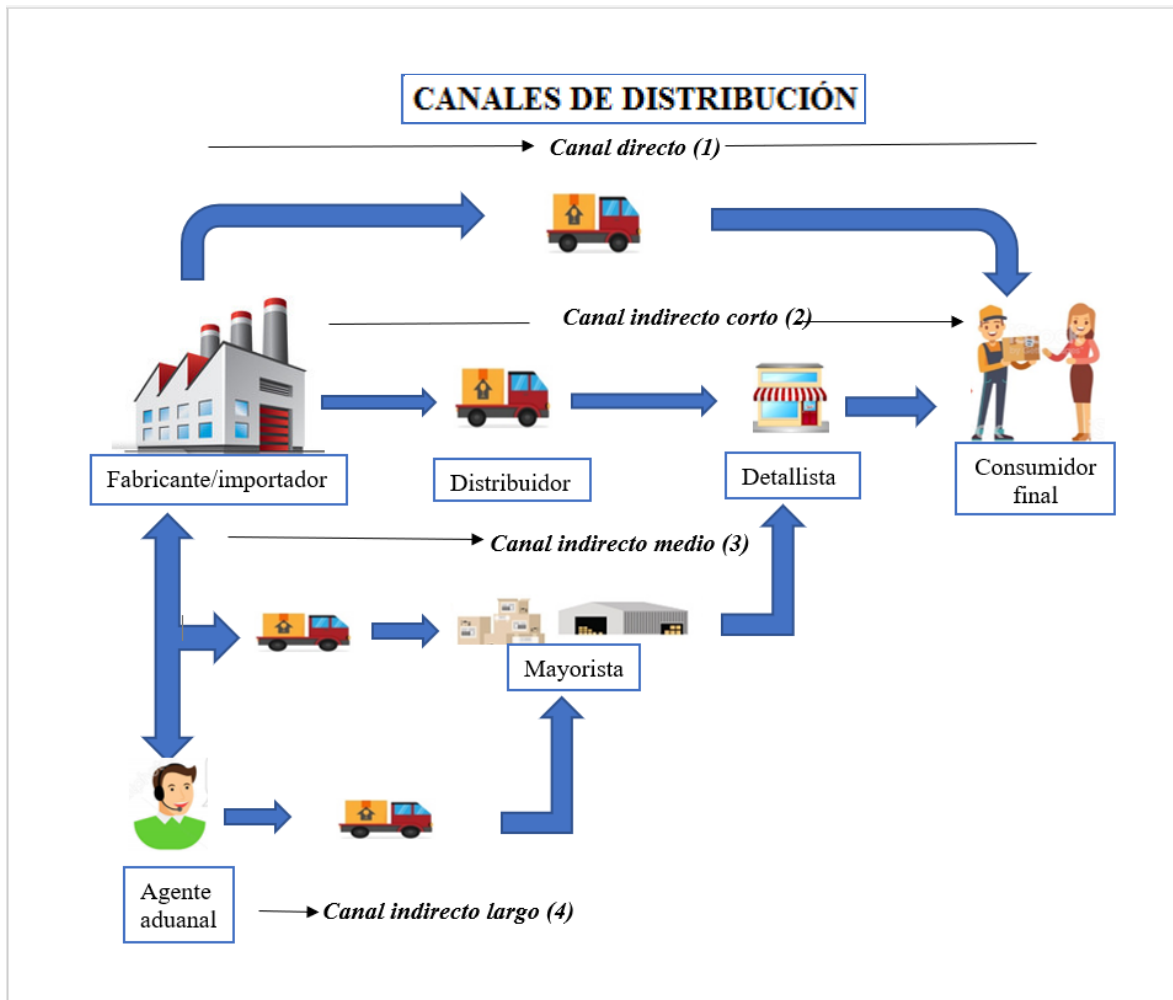 CANALES DE DISTRIBUCIÓN
Canal directo (1)
Canal indirecto corto (2)
Fabricante/importador
Distribuidor
Detallista
Consumidor
final
Canal indirecto medio (3)
Mayorista
Agente
aduanal
Canal indirecto largo (4)